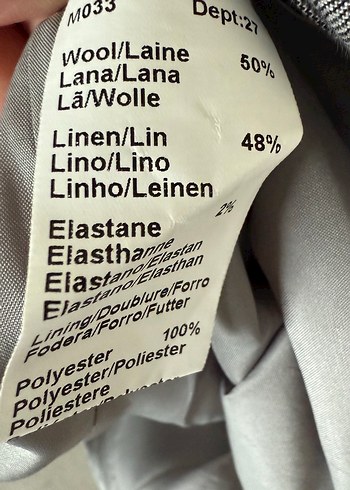 M033 Dept:27
Wool/Laine 50%
Lana/Lana
Lã/Wolle
Linen/Lin 48%
Lino/Lino
Linho/Leinen
2%
Elastane
Elasthanne
Elastano/Elastan
Elastano/Elasthan
Lining/Doublure/Forro
Fodera/Forro/Futter
100%
Polyester
Polyester/Poliester
Poliestere